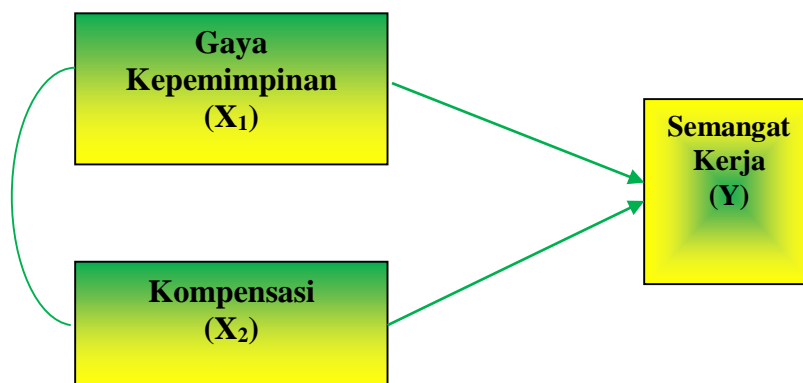 Gaya
Kepemimpinan
(X₁)
Semangat
Kerja
(Y)
Kompensasi
(X₂)